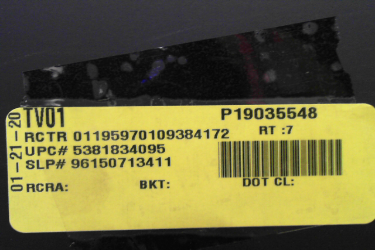 01-21-20
TV01 P19035548
RCTR 01195970109384172 RT :7
UPC# 5381834095
SLP# 96150713411
RCRA: BKT: DOT CL: